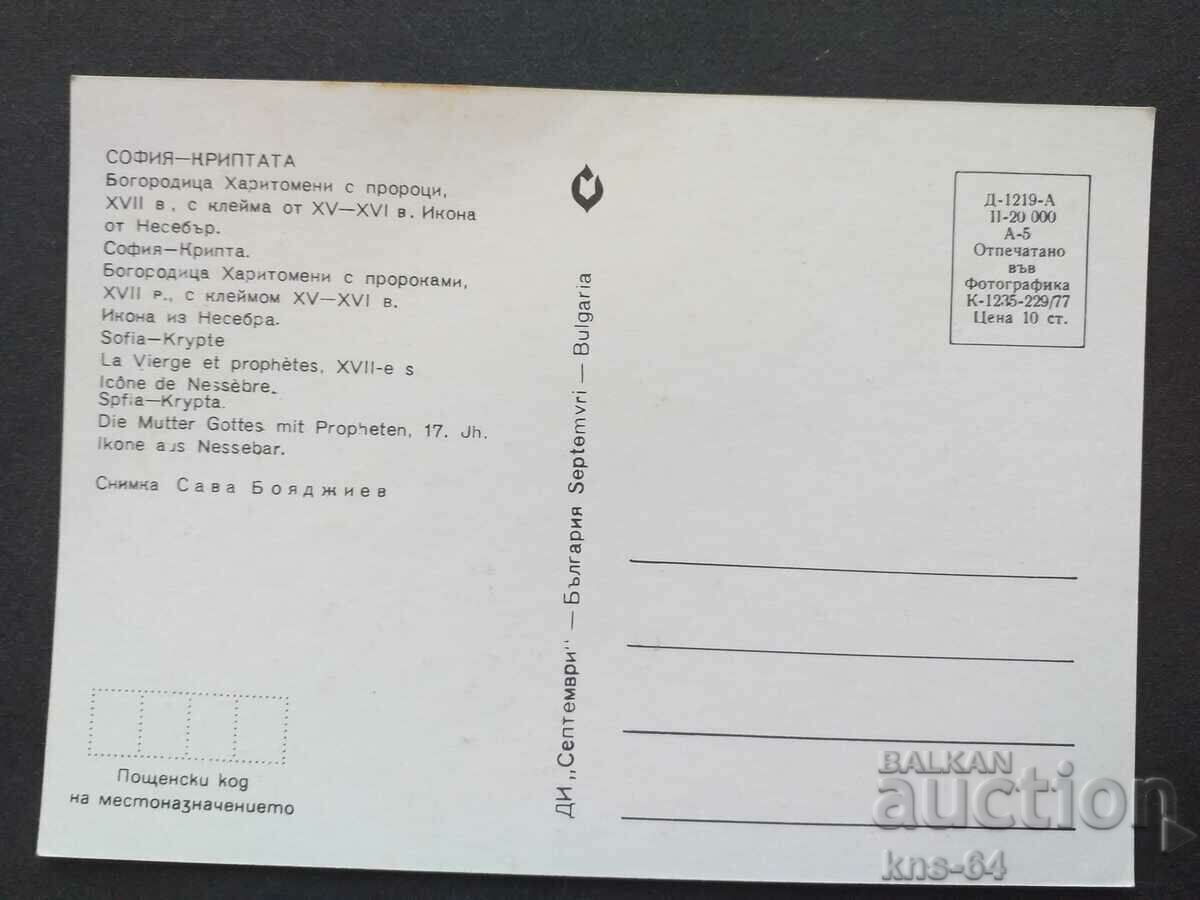 СОФИЯ—КРИПТАТА
Богородица Харитомени с пророци,
XVII в., с клейма от XV—XVI в. Икона
от Несебър.
София—Крипта.
Богородица Харитомени с пророками,
XVII р., с клеймом XV—XVI в.
Икона из Несебра.
Sofia—Krypte
La Vierge et prophètes, XVII-e s
Icône de Nessèbre.
Spfia—Krypta.
Die Mutter Gottes mit Propheten, 17. Jh.
Ikone aus Nessebar.
Снимка Сава Бояджиев
Пощенски код
на местоназначението
ДИ „Септември" — България Septemvri — Bulgaria
Д-1219-А
II-20 000
А-5
Отпечатано
във
Фотографика
К-1235-229/77
Цена 10 ст.
BALKAN
auction
kns-64